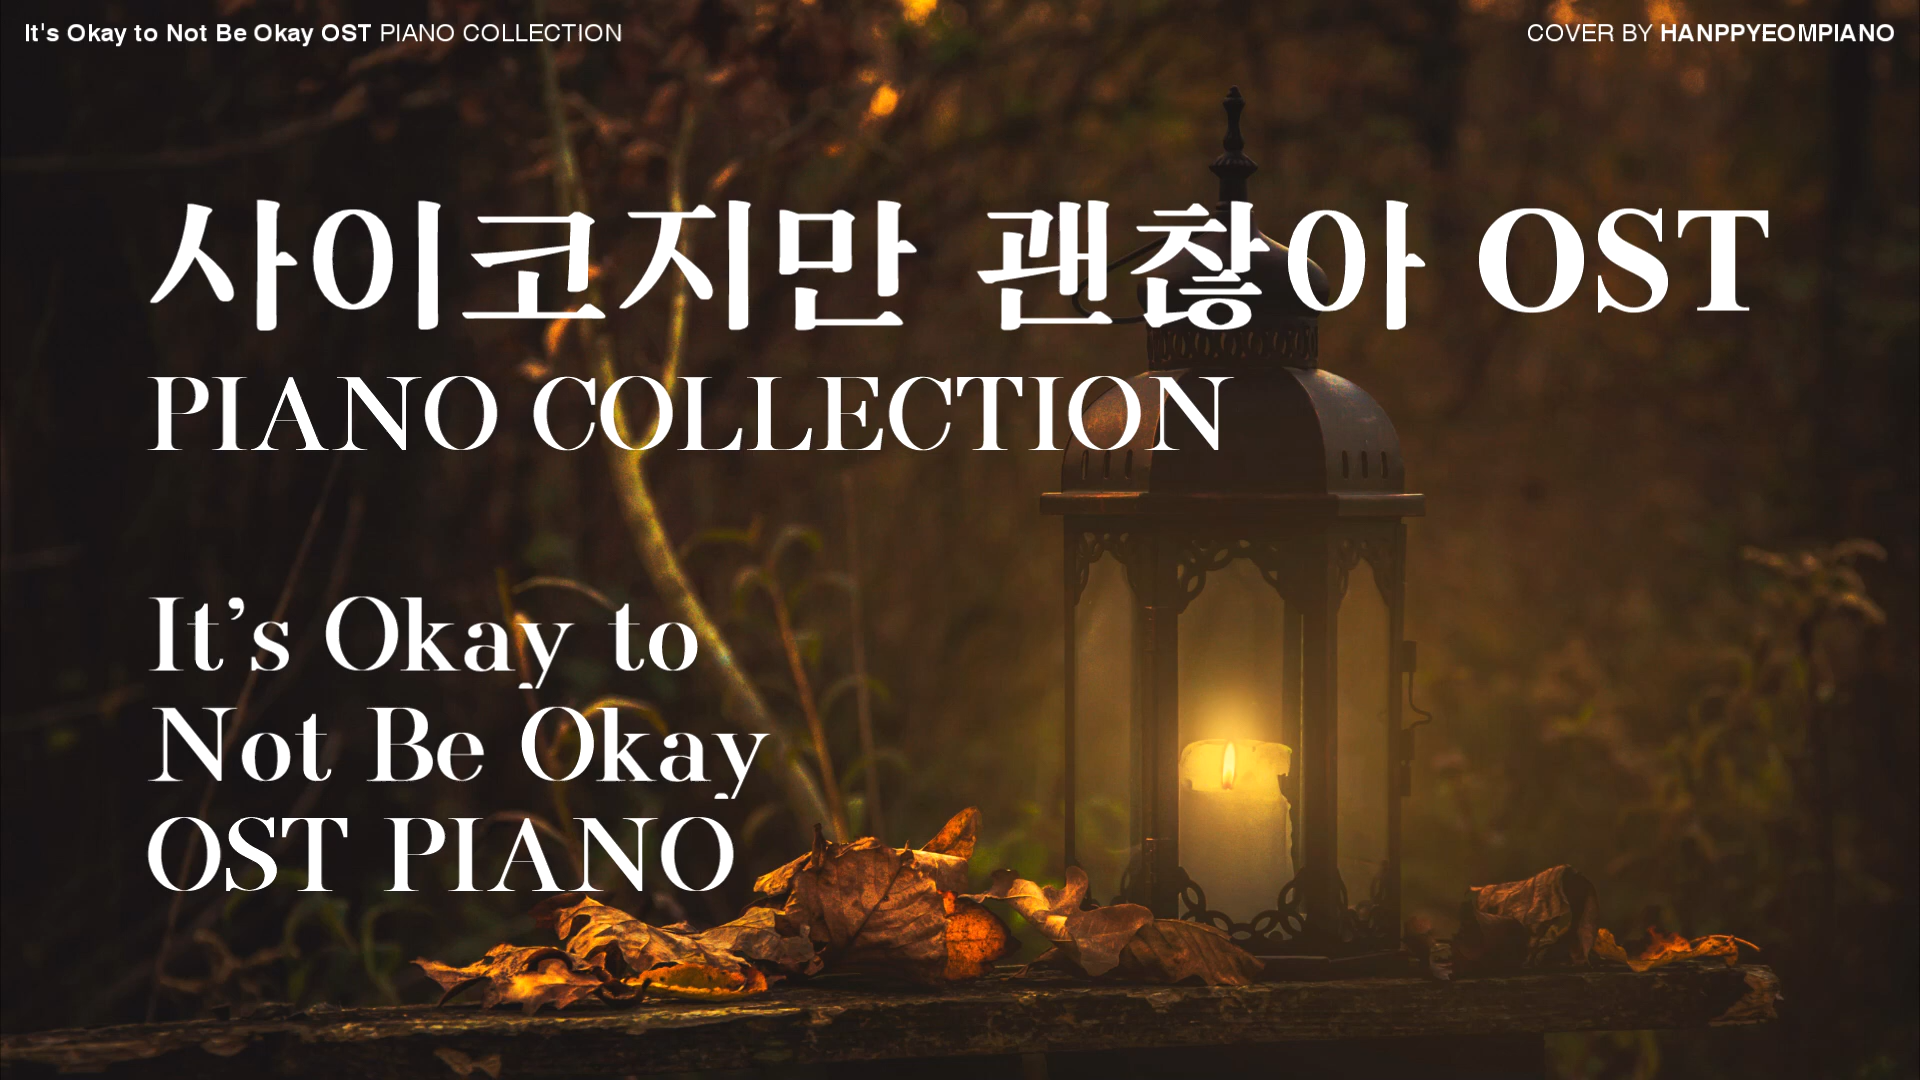 It's Okay to Not Be Okay OST PIANO COLLECTION
COVER BY HANPPYEOMPIANO
사이코지만 괜찮아 OST
PIANO COLLECTION
It’s Okay to
Not Be Okay
OST PIANO